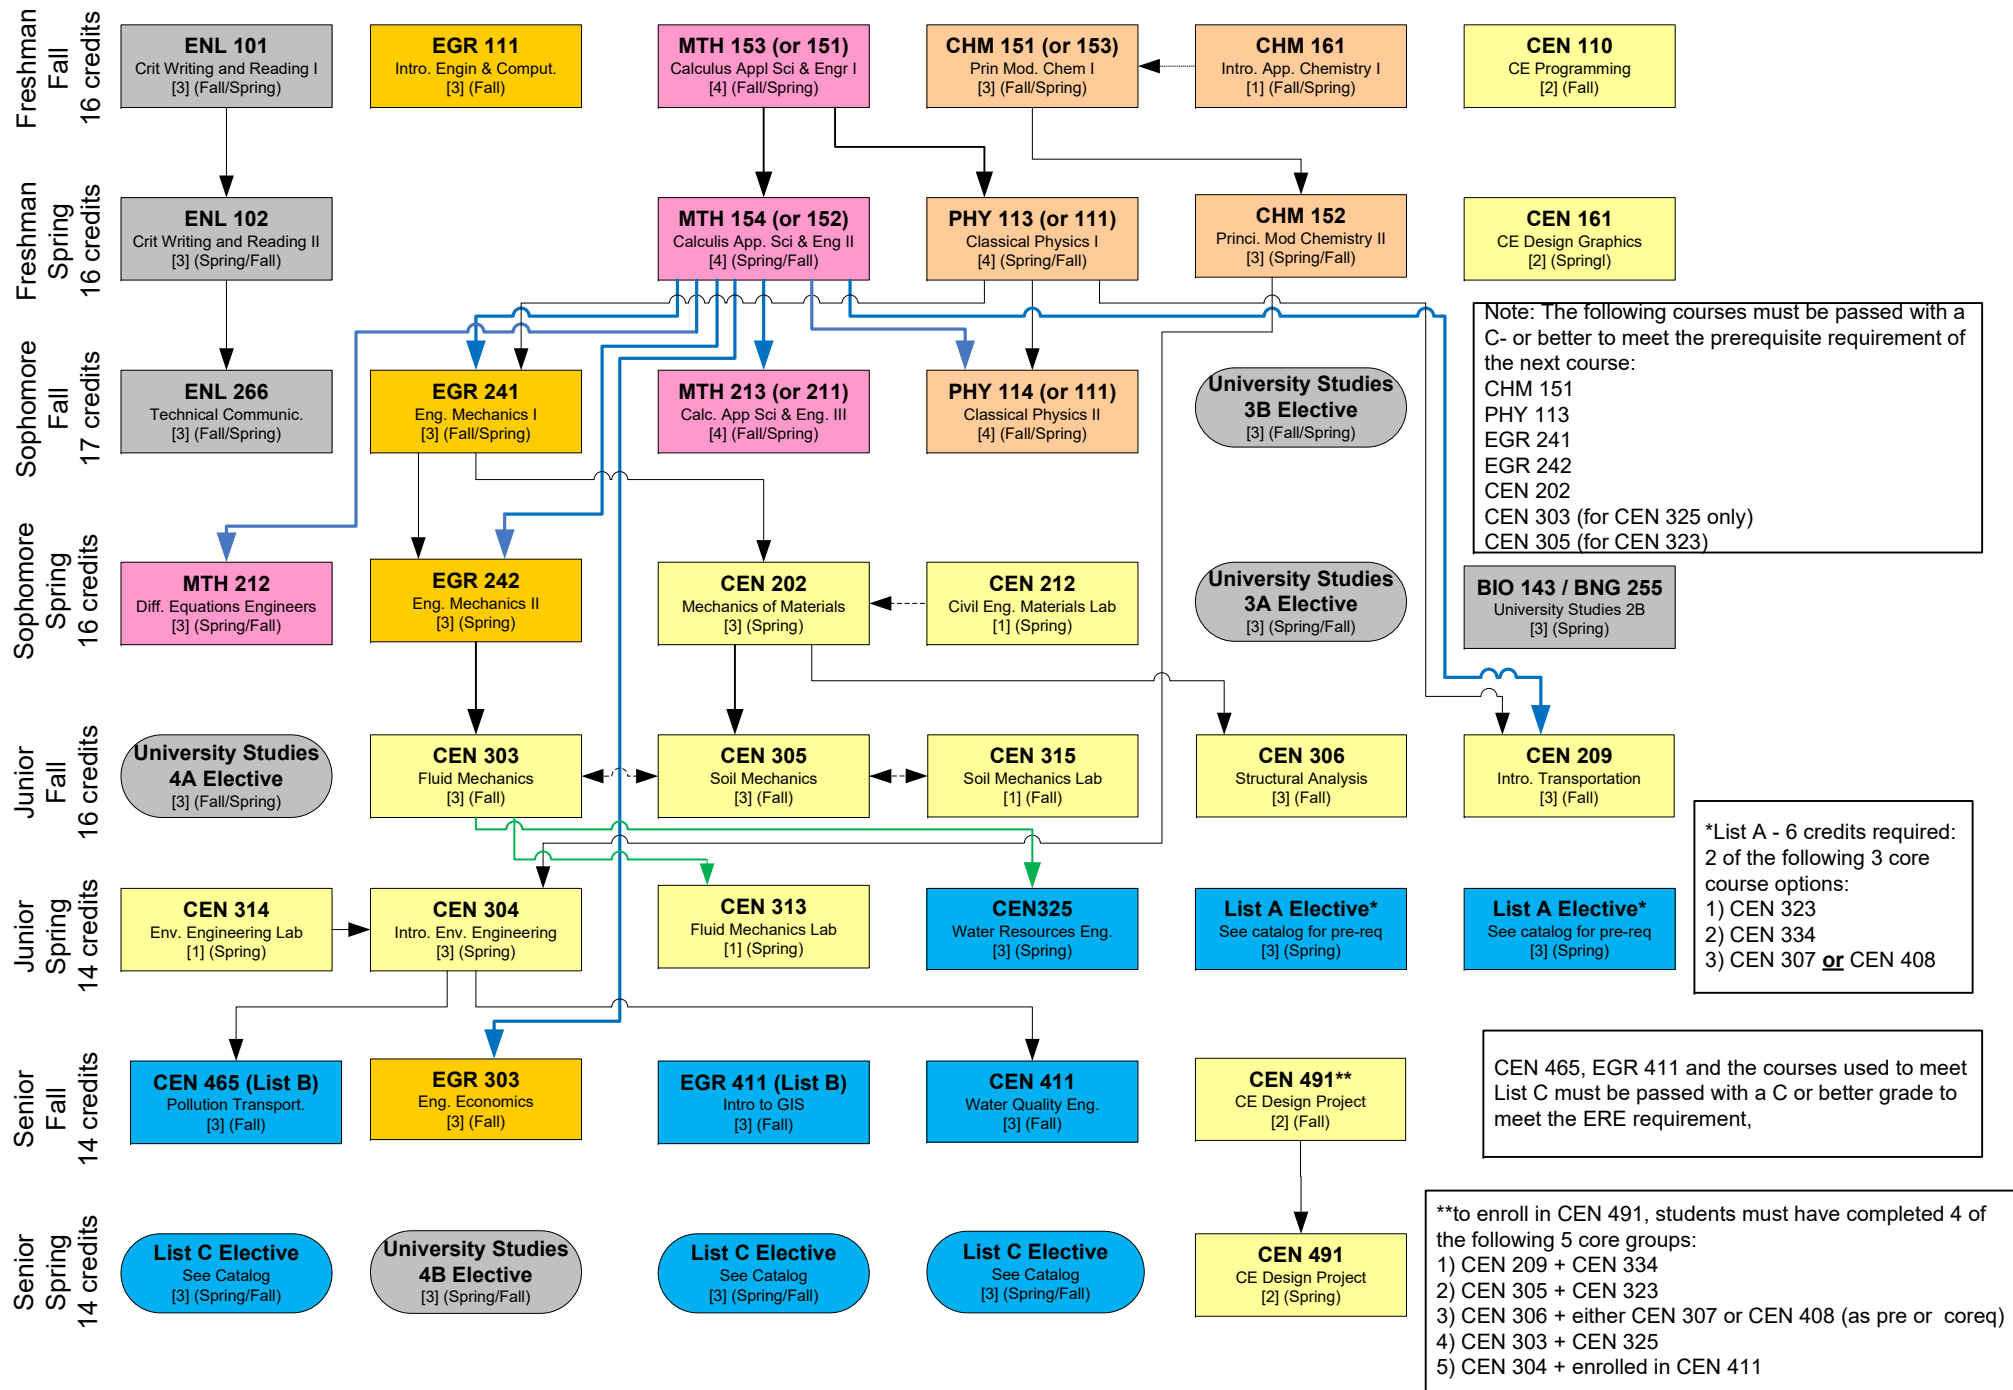 Freshman
Fall
16 credits
ENL 101
Crit Writing and Reading I
[3] (Fall/Spring)
EGR 111
Intro. Engin & Comput.
[3] (Fall)
MTH 153 (or 151)
Calculus Appl Sci & Engr I
[4] (Fall/Spring)
CHM 151 (or 153)
Prin Mod. Chem I
[3] (Fall/Spring)
CHM 161
Intro. App. Chemistry I
[1] (Fall/Spring)
CEN 110
CE Programming
[2] (Fall)
Freshman
Spring
16 credits
ENL 102
Crit Writing and Reading II
[3] (Spring/Fall)
MTH 154 (or 152)
Calculis App. Sci & Eng II
[4] (Spring/Fall)
PHY 113 (or 111)
Classical Physics I
[4] (Spring/Fall)
CHM 152
Princi. Mod Chemistry II
[3] (Spring/Fall)
CEN 161
CE Design Graphics
[2] (Springl)
Note: The following courses must be passed with a
C- or better to meet the prerequisite requirement of
the next course:
CHM 151
PHY 113
EGR 241
EGR 242
CEN 202
CEN 303 (for CEN 325 only)
CEN 305 (for CEN 323)
Sophomore
Fall
17 credits
ENL 266
Technical Communic.
[3] (Fall/Spring)
EGR 241
Eng. Mechanics I
[3] (Fall/Spring)
MTH 213 (or 211)
Calc. App Sci & Eng. III
[4] (Fall/Spring)
PHY 114 (or 111)
Classical Physics II
[4] (Fall/Spring)
University Studies
3B Elective
[3] (Fall/Spring)
Sophomore
Spring
16 credits
MTH 212
Diff. Equations Engineers
[3] (Spring/Fall)
EGR 242
Eng. Mechanics II
[3] (Spring)
CEN 202
Mechanics of Materials
[3] (Spring)
CEN 212
Civil Eng. Materials Lab
[1] (Spring)
University Studies
3A Elective
[3] (Spring/Fall)
BIO 143 / BNG 255
University Studies 2B
[3] (Spring)
Junior
Fall
16 credits
University Studies
4A Elective
[3] (Fall/Spring)
CEN 303
Fluid Mechanics
[3] (Fall)
CEN 305
Soil Mechanics
[3] (Fall)
CEN 315
Soil Mechanics Lab
[1] (Fall)
CEN 306
Structural Analysis
[3] (Fall)
CEN 209
Intro. Transportation
[3] (Fall)
*List A - 6 credits required:
2 of the following 3 core
course options:
1) CEN 323
2) CEN 334
3) CEN 307 or CEN 408
Junior
Spring
14 credits
CEN 314
Env. Engineering Lab
[1] (Spring)
CEN 304
Intro. Env. Engineering
[3] (Spring)
CEN 313
Fluid Mechanics Lab
[1] (Spring)
CEN325
Water Resources Eng.
[3] (Spring)
List A Elective*
See catalog for pre-req
[3] (Spring)
List A Elective*
See catalog for pre-req
[3] (Spring)
Senior
Fall
14 credits
CEN 465 (List B)
Pollution Transport.
[3] (Fall)
EGR 303
Eng. Economics
[3] (Fall)
EGR 411 (List B)
Intro to GIS
[3] (Fall)
CEN 411
Water Quality Eng.
[3] (Fall)
CEN 491**
CE Design Project
[2] (Fall)
CEN 465, EGR 411 and the courses used to meet
List C must be passed with a C or better grade to
meet the ERE requirement,
Senior
Spring
14 credits
List C Elective
See Catalog
[3] (Spring/Fall)
University Studies
4B Elective
[3] (Spring/Fall)
List C Elective
See Catalog
[3] (Spring/Fall)
List C Elective
See Catalog
[3] (Spring/Fall)
CEN 491
CE Design Project
[2] (Spring)
**to enroll in CEN 491, students must have completed 4 of
the following 5 core groups:
1) CEN 209 + CEN 334
2) CEN 305 + CEN 323
3) CEN 306 + either CEN 307 or CEN 408 (as pre or coreq)
4) CEN 303 + CEN 325
5) CEN 304 + enrolled in CEN 411